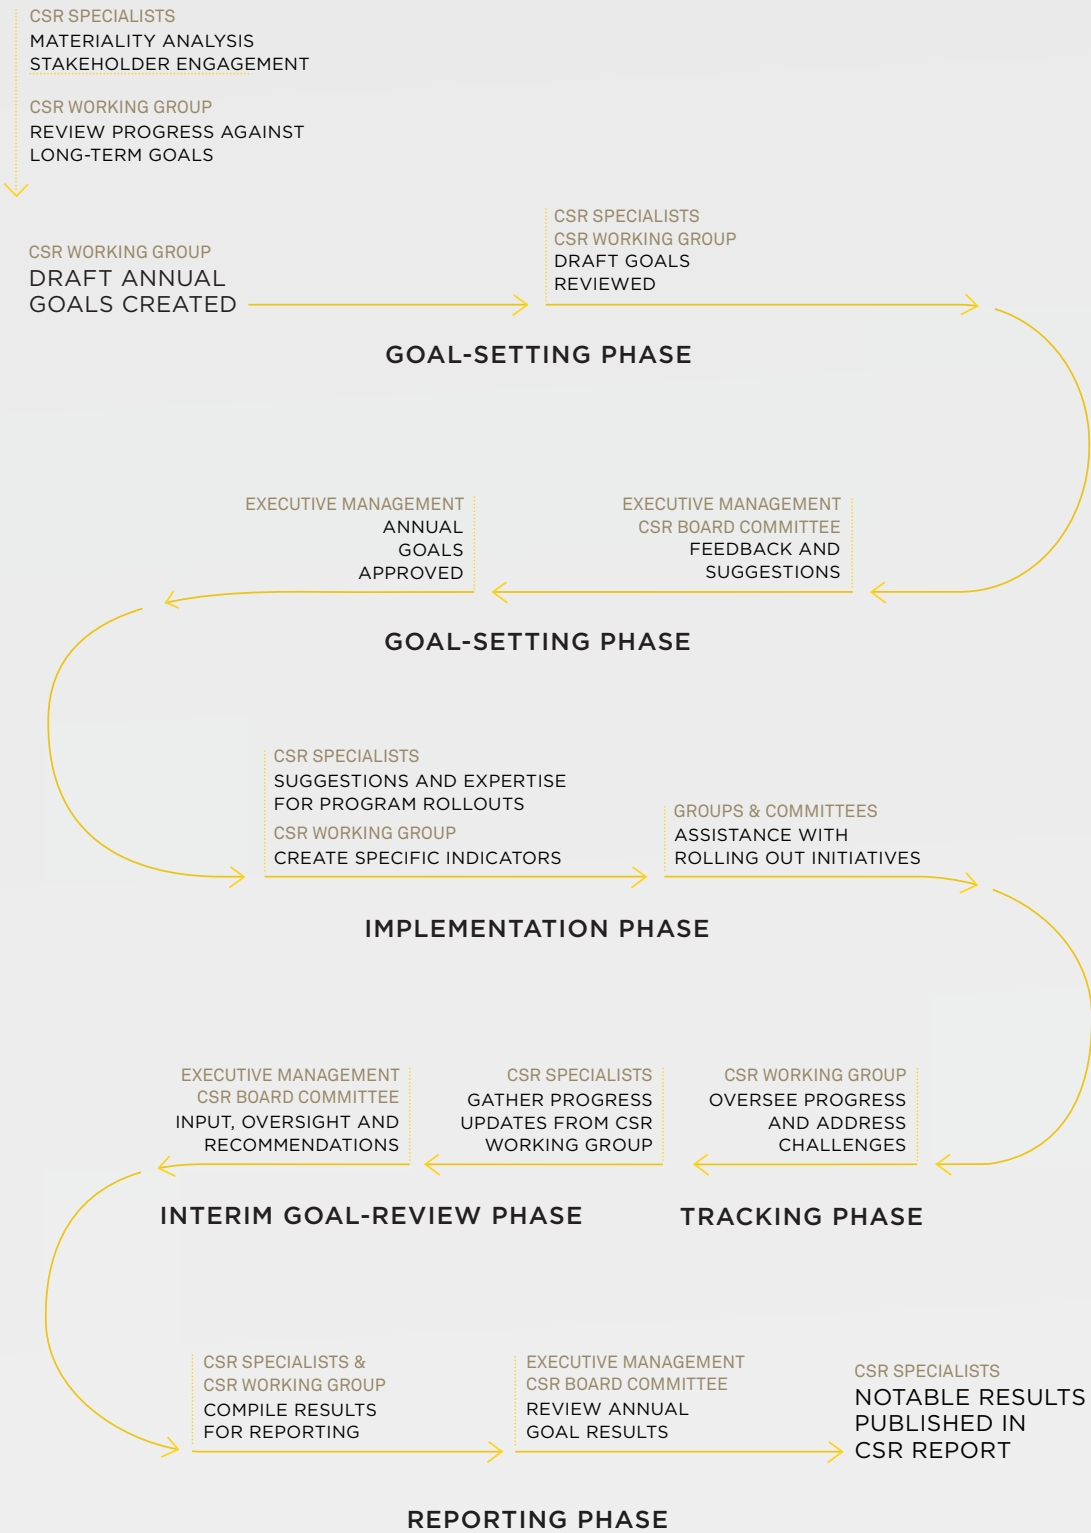 CSR SPECIALISTS
MATERIALITY ANALYSIS
STAKEHOLDER ENGAGEMENT
CSR WORKING GROUP
REVIEW PROGRESS AGAINST
LONG-TERM GOALS
CSR WORKING GROUP
DRAFT ANNUAL
GOALS CREATED
CSR SPECIALISTS
CSR WORKING GROUP
DRAFT GOALS
REVIEWED
GOAL-SETTING PHASE
EXECUTIVE MANAGEMENT
CSR BOARD COMMITTEE
FEEDBACK AND
SUGGESTIONS
EXECUTIVE MANAGEMENT
ANNUAL
GOALS
APPROVED
GOAL-SETTING PHASE
CSR SPECIALISTS
SUGGESTIONS AND EXPERTISE
FOR PROGRAM ROLLOUTS
CSR WORKING GROUP
CREATE SPECIFIC INDICATORS
GROUPS & COMMITTEES
ASSISTANCE WITH
ROLLING OUT INITIATIVES
IMPLEMENTATION PHASE
CSR WORKING GROUP
OVERSEE PROGRESS
AND ADDRESS
CHALLENGES
TRACKING PHASE
CSR SPECIALISTS
GATHER PROGRESS
UPDATES FROM CSR
WORKING GROUP
EXECUTIVE MANAGEMENT
CSR BOARD COMMITTEE
INPUT, OVERSIGHT AND
RECOMMENDATIONS
INTERIM GOAL-REVIEW PHASE
CSR SPECIALISTS &
CSR WORKING GROUP
COMPILE RESULTS
FOR REPORTING
EXECUTIVE MANAGEMENT
CSR BOARD COMMITTEE
REVIEW ANNUAL
GOAL RESULTS
CSR SPECIALISTS
NOTABLE RESULTS
PUBLISHED IN
CSR REPORT
REPORTING PHASE